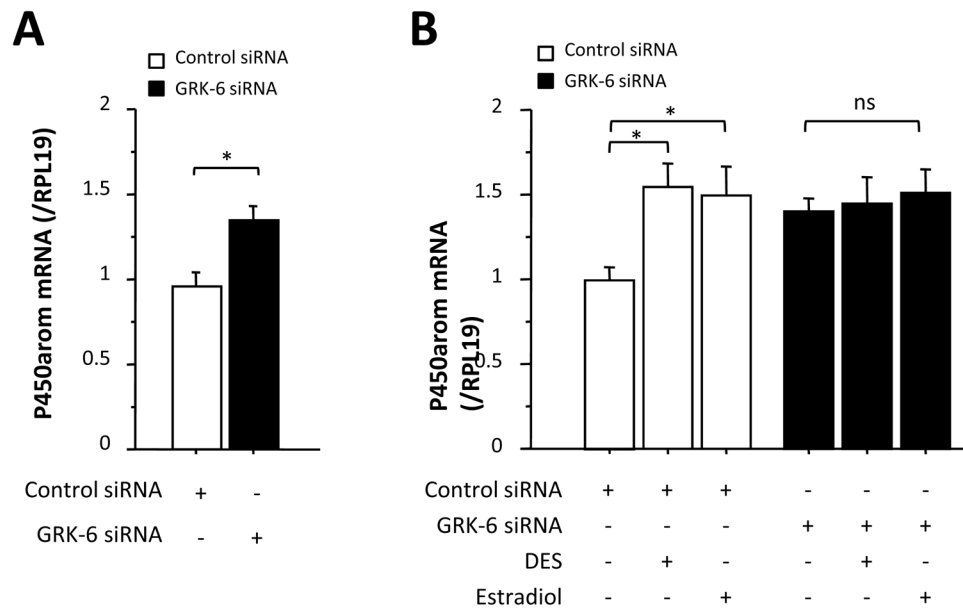 A
Control siRNA
GRK-6 siRNA
P450arom mRNA (/RPL19)
2
1.5
1
0.5
0
*
Control siRNA + -
GRK-6 siRNA - +
B
Control siRNA
GRK-6 siRNA
P450arom mRNA
(/RPL19)
2
1.5
1
0.5
0
*
*
ns
Control siRNA + + + - - -
GRK-6 siRNA - - - + + +
DES - + - - + -
Estradiol - - + - - +